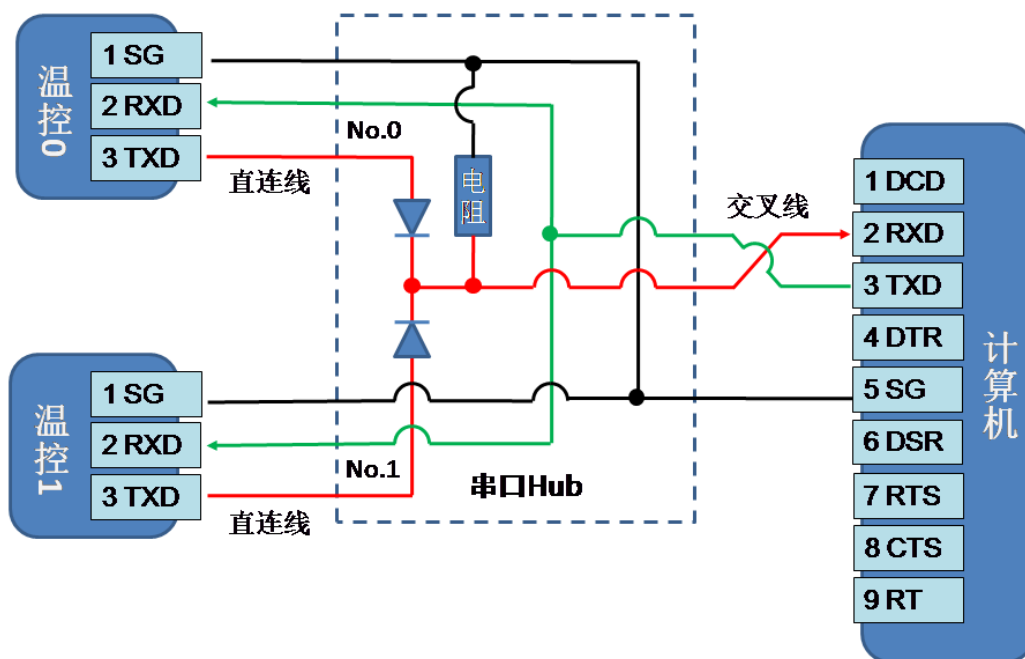 温控0
1 SG
2 RXD
3 TXD
No.0
直连线
电阻
交叉线
温控1
1 SG
2 RXD
3 TXD
No.1
直连线
串口Hub
1 DCD
2 RXD
3 TXD
4 DTR
5 SG
6 DSR
7 RTS
8 CTS
9 RT
计算机